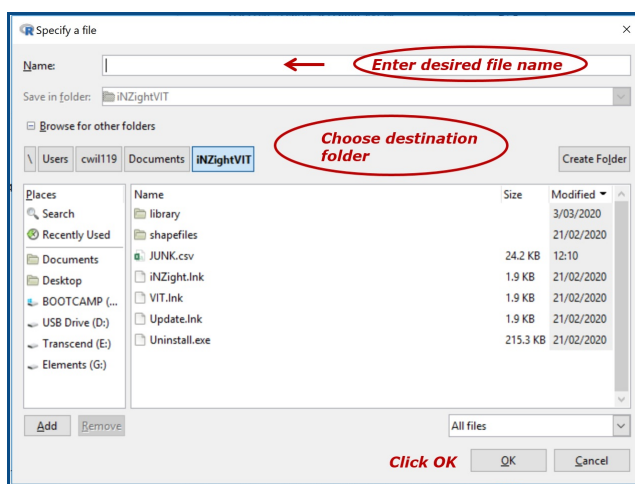 Specify a file
Name: Enter desired file name
Save in folder: iNZightVIT
Browse for other folders
Choose destination
folder
\ Users cwil119 Documents iNZightVIT Create Folder
Places Name Size Modified
Search library 3/03/2020
Recently Used shapefiles 21/02/2020
Documents JUNK.csv 24.2 KB 12:10
Desktop iNZight.lnk 1.9 KB 21/02/2020
BOOTCAMP (... VIT.lnk 1.9 KB 21/02/2020
USB Drive (D:) Update.lnk 1.9 KB 21/02/2020
Transcend (E:) Uninstall.exe 215.3 KB 21/02/2020
Elements (G:)
Add Remove All files
Click OK OK Cancel